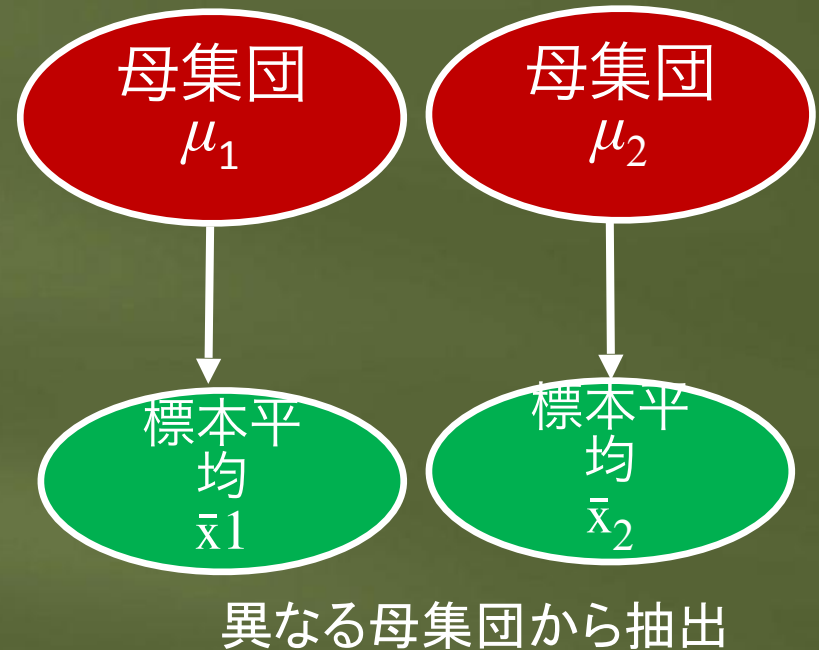 母集団
μ₁
母集団
μ₂
標本平
均
x̄1
標本平
均
x̄₂
異なる母集団から抽出